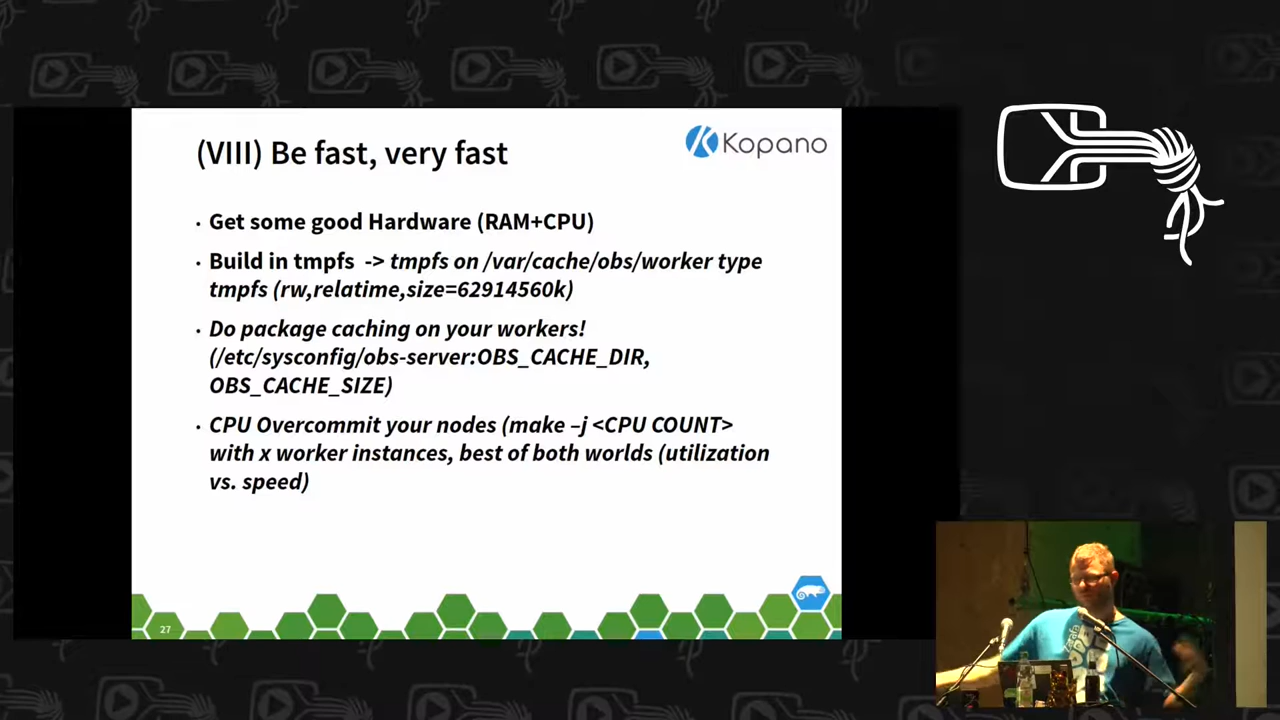 (VIII) Be fast, very fast
Kopano
· Get some good Hardware (RAM+CPU)
· Build in tmpfs -> tmpfs on /var/cache/obs/worker type
tmpfs (rw,relatime,size=62914560k)
· Do package caching on your workers!
(/etc/sysconfig/obs-server:OBS_CACHE_DIR,
OBS_CACHE_SIZE)
· CPU Overcommit your nodes (make –j <CPU COUNT>
with x worker instances, best of both worlds (utilization
vs. speed)
27